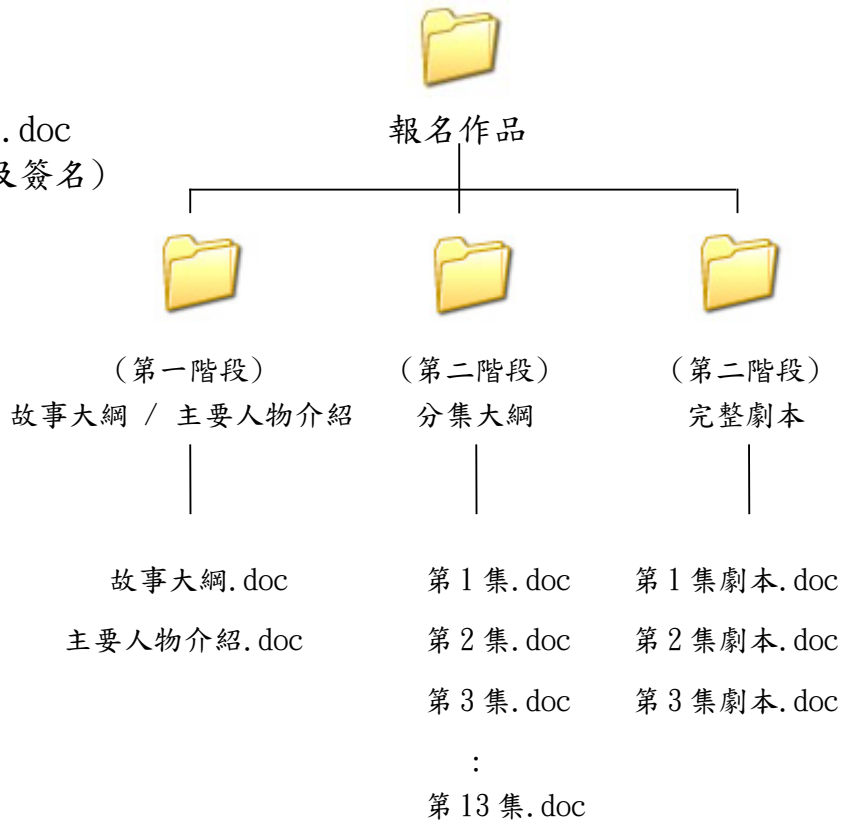 .doc
報名作品
及簽名）
（第一階段）
故事大綱 / 主要人物介紹
（第二階段）
分集大綱
（第二階段）
完整劇本
故事大綱.doc
主要人物介紹.doc
第 1 集.doc
第 2 集.doc
第 3 集.doc
:
第 13 集.doc
第 1 集劇本.doc
第 2 集劇本.doc
第 3 集劇本.doc